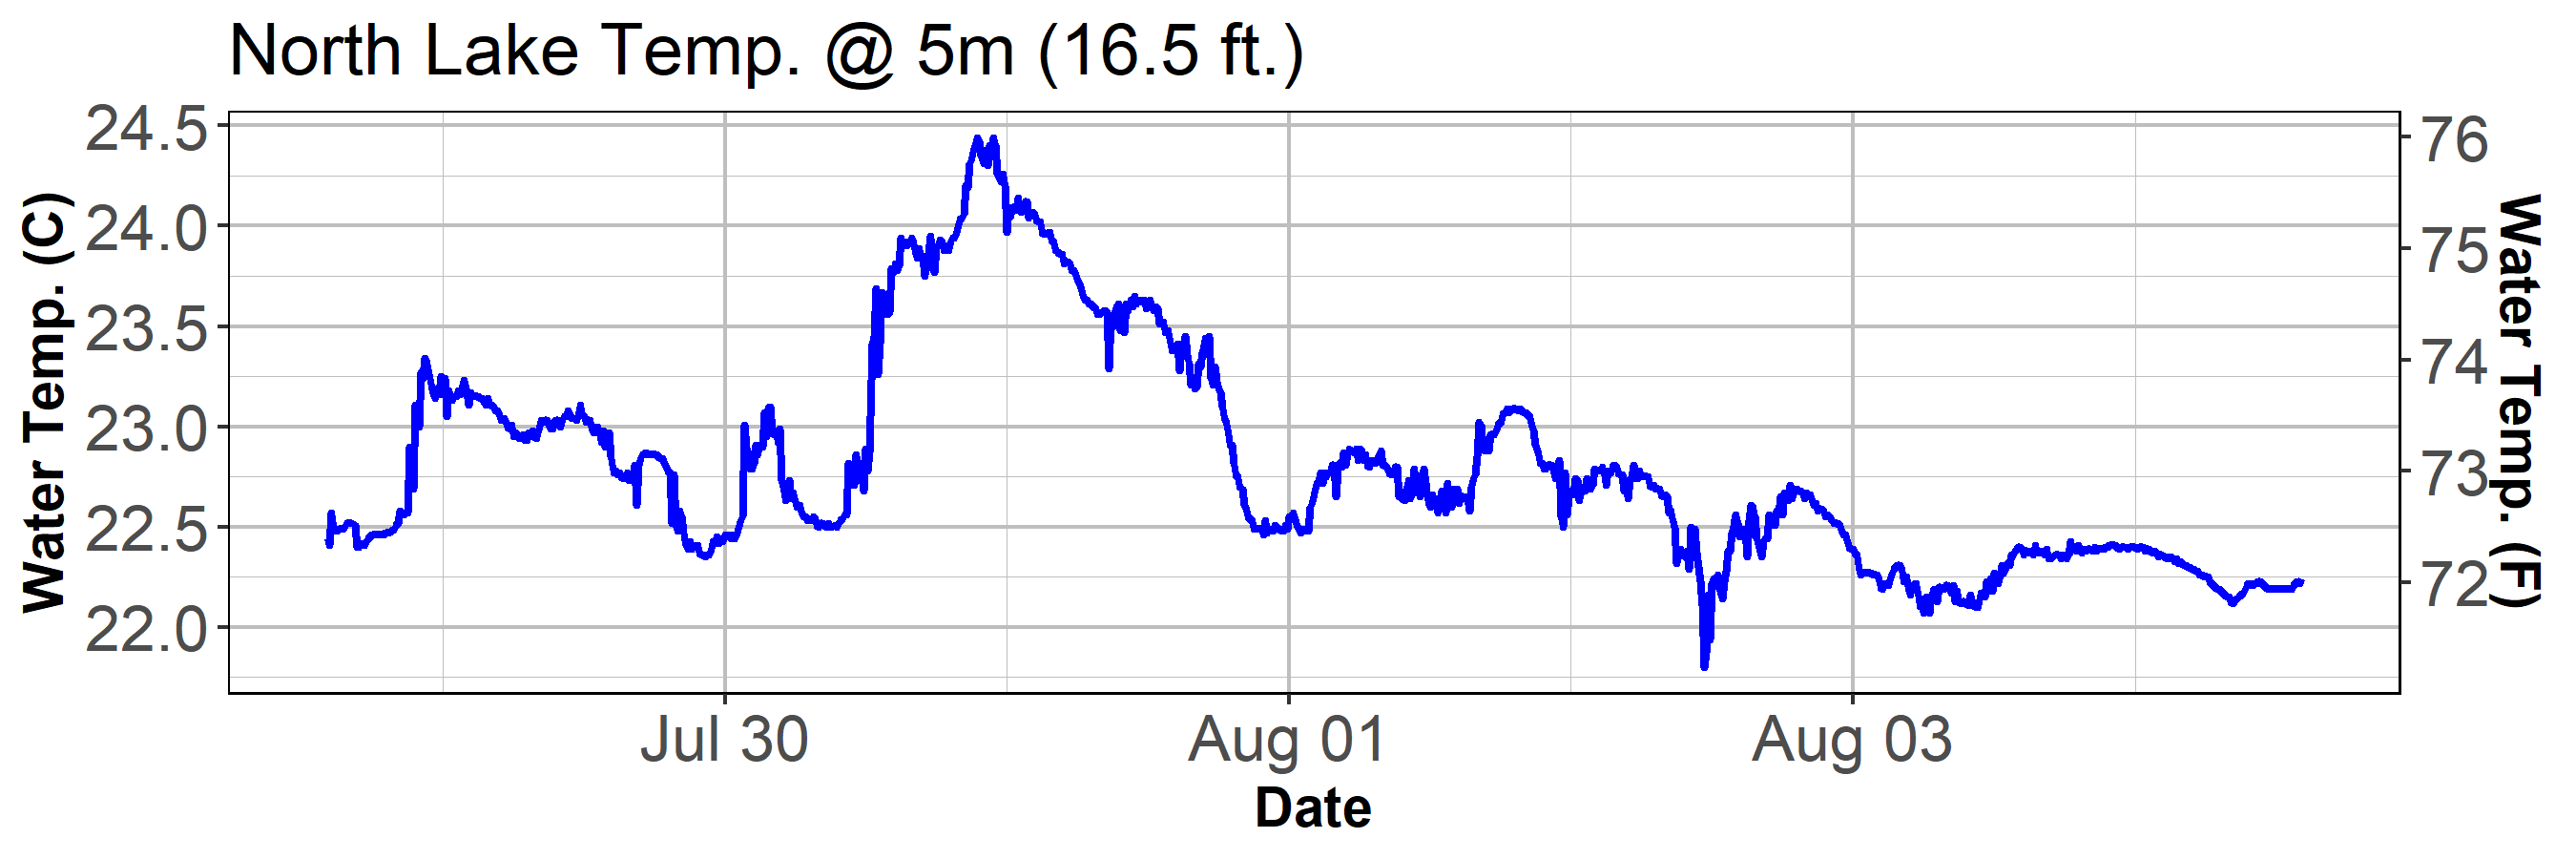 North Lake Temp. @ 5m (16.5 ft.)
Water Temp. (C)
24.5
24.0
23.5
23.0
22.5
22.0
76
75
74
73
72
Water Temp. (F)
Jul 30
Aug 01
Aug 03
Date